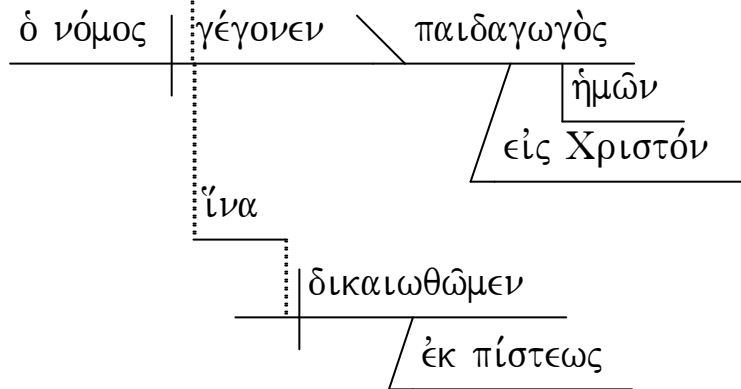 ὁ νόμος γέγονεν παιδαγωγὸς
ἡμῶν
εἰς Χριστόν
ἵνα
δικαιωθῶμεν
ἐκ πίστεως